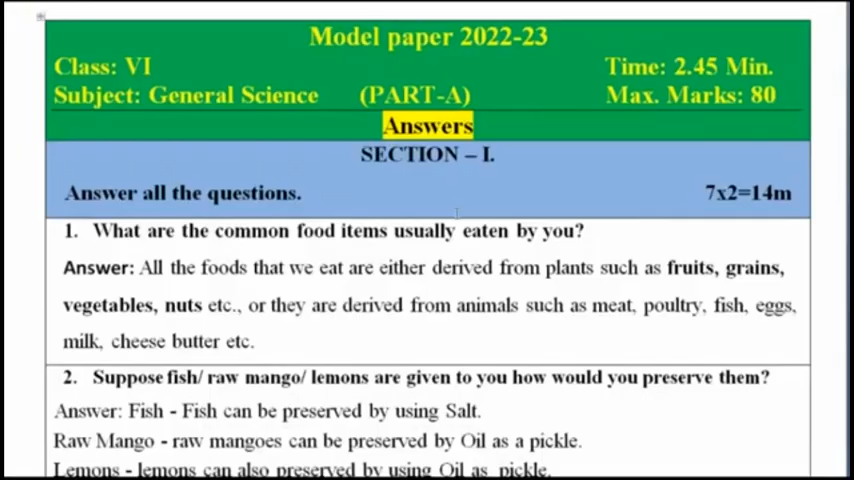 Model paper 2022-23
Class: VI Time: 2.45 Min.
Subject: General Science (PART-A) Max. Marks: 80
Answers
SECTION – I.
Answer all the questions. 7x2=14m
1. What are the common food items usually eaten by you?
Answer: All the foods that we eat are either derived from plants such as fruits, grains,
vegetables, nuts etc., or they are derived from animals such as meat, poultry, fish, eggs,
milk, cheese butter etc.
2. Suppose fish/ raw mango/ lemons are given to you how would you preserve them?
Answer: Fish - Fish can be preserved by using Salt.
Raw Mango - raw mangoes can be preserved by Oil as a pickle.
Lemons - lemons can also preserved by using Oil as pickle.